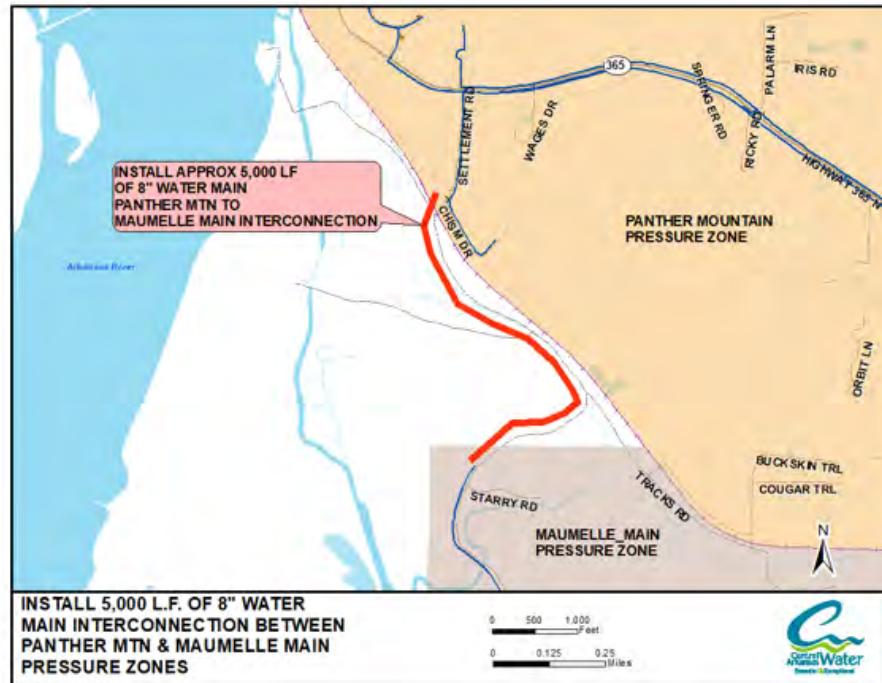 365
PALARM LN
IRIS RD
SPRINGER RD
RICKY RD
SETTLEMENT RD
WAGES DR
HIGHWAY 365 N
INSTALL APPROX 5,000 LF
OF 8" WATER MAIN
PANTHER MTN TO
MAUMELLE MAIN INTERCONNECTION
CHISM DR
PANTHER MOUNTAIN
PRESSURE ZONE
Arkansas River
ORBIT LN
BUCKSKIN TRL
COUGAR TRL
TRACKS RD
STARRY RD
MAUMELLE_MAIN
PRESSURE ZONE
N
INSTALL 5,000 L.F. OF 8" WATER
MAIN INTERCONNECTION BETWEEN
PANTHER MTN & MAUMELLE MAIN
PRESSURE ZONES
0 500 1,000
Feet
0 0.125 0.25
Miles
Central
Arkansas Water